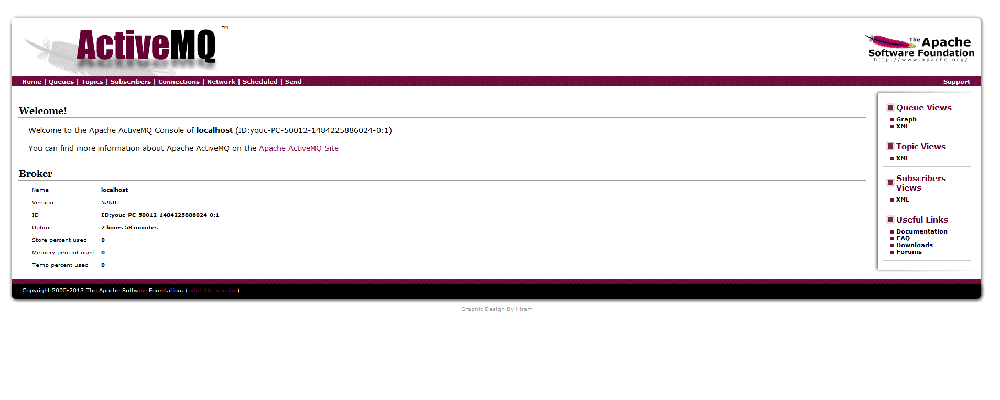 ActiveMQ™
The Apache
Software Foundation
http://www.apache.org/
Home | Queues | Topics | Subscribers | Connections | Network | Scheduled | Send
Support
Welcome!
Welcome to the Apache ActiveMQ Console of localhost (ID:youc-PC-50012-1484225886024-0:1)
You can find more information about Apache ActiveMQ on the Apache ActiveMQ Site
Broker
Name localhost
Version 5.9.0
ID ID:youc-PC-50012-1484225886024-0:1
Uptime 2 hours 58 minutes
Store percent used 0
Memory percent used 0
Temp percent used 0
Queue Views
Graph
XML
Topic Views
XML
Subscribers
Views
XML
Useful Links
Documentation
FAQ
Downloads
Forums
Copyright 2005-2013 The Apache Software Foundation. (printable version)
Graphic Design By Hiram